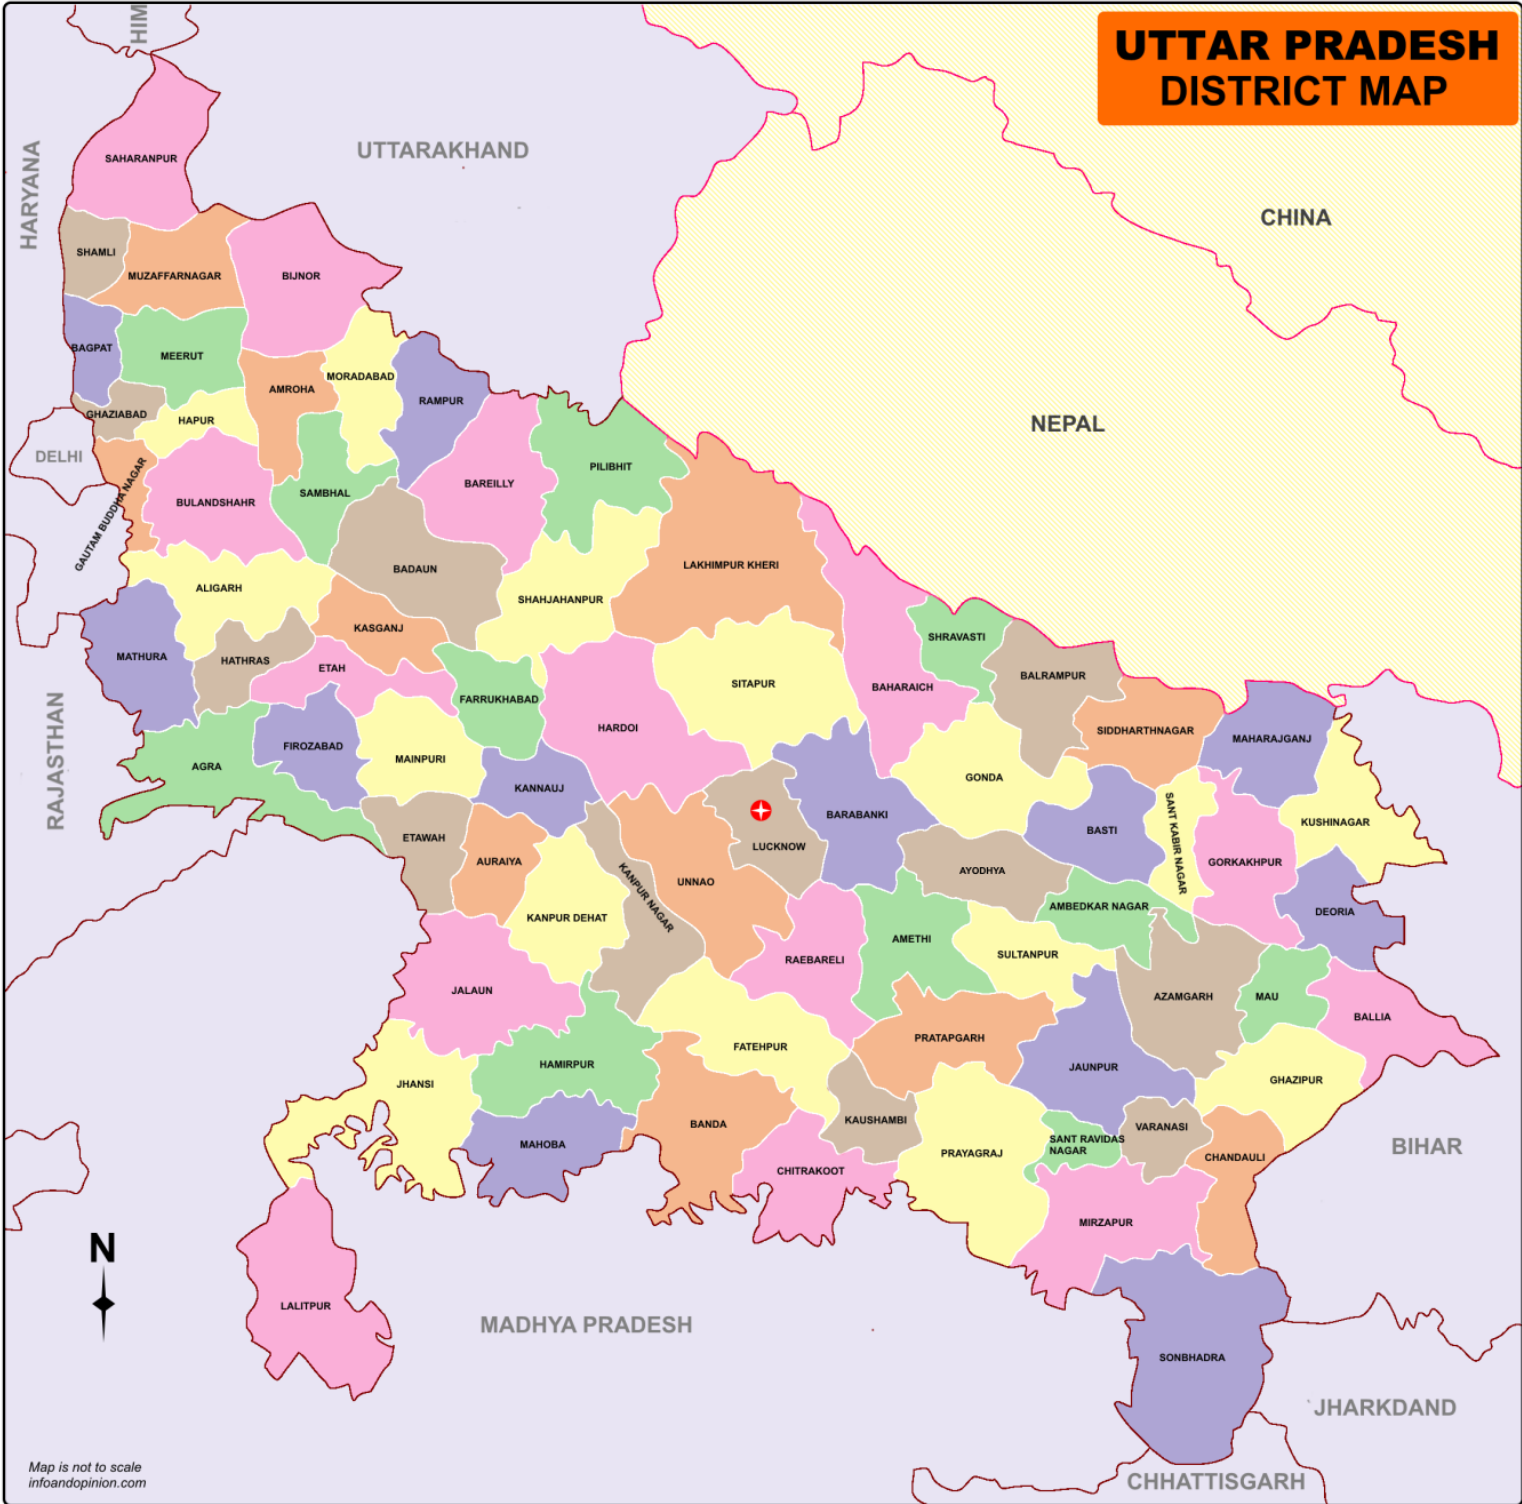 HIM
UTTAR PRADESH
DISTRICT MAP
HARYANA
UTTARAKHAND
SAHARANPUR
CHINA
SHAMLI
MUZAFFARNAGAR
BIJNOR
BAGPAT
MEERUT
MORADABAD
AMROHA
RAMPUR
GHAZIABAD
HAPUR
NEPAL
DELHI
PILIBHIT
BAREILLY
SAMBHAL
BULANDSHAHR
GAUTAM BUDDHA NAGAR
LAKHIMPUR KHERI
BADAUN
ALIGARH
SHAHJAHANPUR
KASGANJ
SHRAVASTI
MATHURA
HATHRAS
ETAH
BALRAMPUR
SITAPUR
BAHARAICH
FARRUKHABAD
HARDOI
SIDDHARTHNAGAR
MAHARAJGANJ
RAJASTHAN
FIROZABAD
MAINPURI
AGRA
GONDA
KANNAUJ
BARABANKI
KUSHINAGAR
BASTI
SANT KABIR NAGAR
ETAWAH
LUCKNOW
AURAIYA
GORKAKHPUR
AYODHYA
UNNAO
KANPUR NAGAR
AMBEDKAR NAGAR
DEORIA
KANPUR DEHAT
AMETHI
SULTANPUR
RAEBARELI
JALAUN
AZAMGARH
MAU
BALLIA
PRATAPGARH
FATEHPUR
HAMIRPUR
JAUNPUR
GHAZIPUR
JHANSI
KAUSHAMBI
BANDA
VARANASI
SANT RAVIDAS
NAGAR
MAHOBA
BIHAR
PRAYAGRAJ
CHANDAULI
CHITRAKOOT
MIRZAPUR
N
LALITPUR
MADHYA PRADESH
SONBHADRA
JHARKDAND
Map is not to scale
infoandopinion.com
CHHATTISGARH